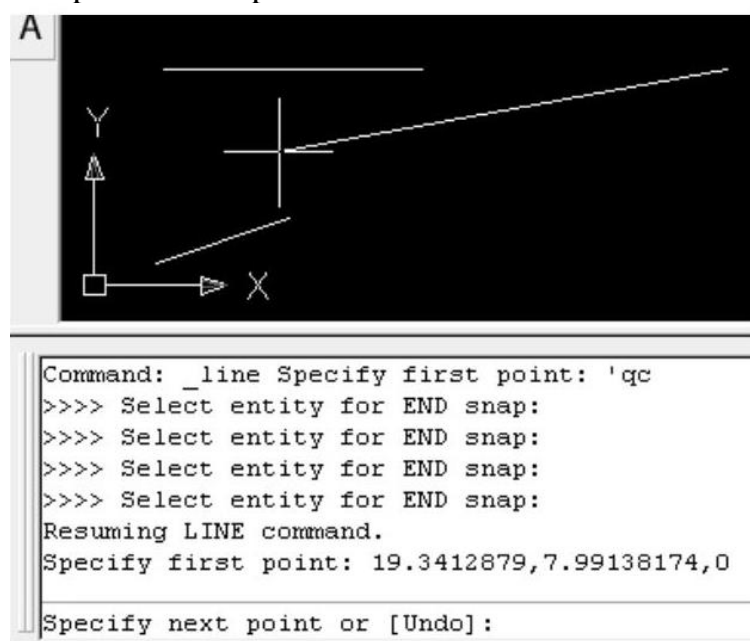 A
Y
X
Command: _line Specify first point: 'qc
>>>> Select entity for END snap:
>>>> Select entity for END snap:
>>>> Select entity for END snap:
>>>> Select entity for END snap:
Resuming LINE command.
Specify first point: 19.3412879,7.99138174,0
Specify next point or [Undo]: